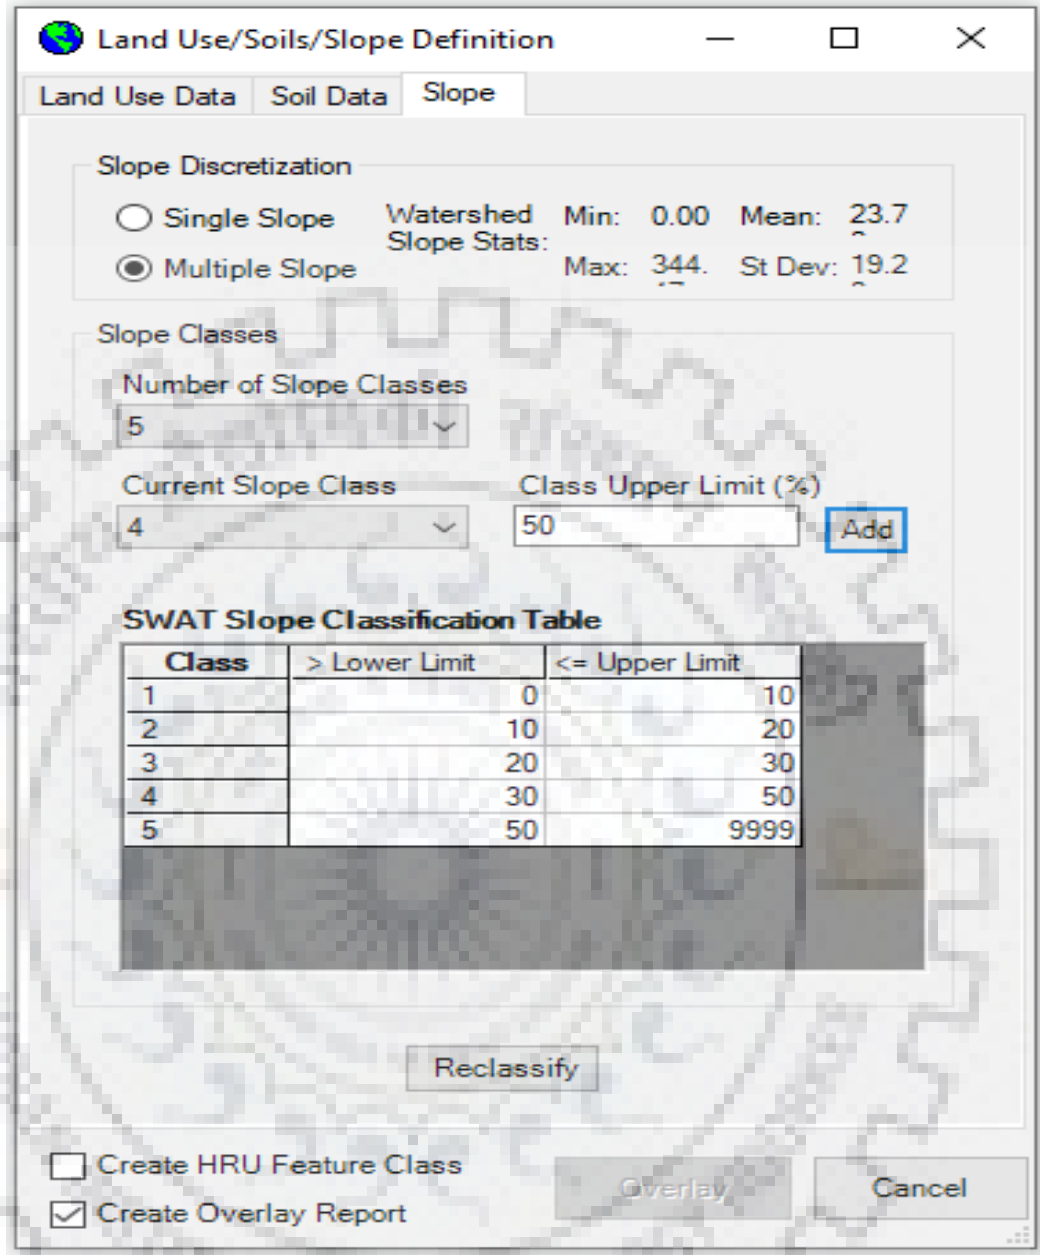 Land Use/Soils/Slope Definition
Land Use Data Soil Data Slope
Slope Discretization
Single Slope
Multiple Slope
Watershed
Slope Stats:
Min: 0.00 Mean: 23.7
Max: 344. St Dev: 19.2
Slope Classes
Number of Slope Classes
5
Current Slope Class Class Upper Limit (%)
4 50 Add
SWAT Slope Classification Table
Class > Lower Limit <= Upper Limit
1 0 10
2 10 20
3 20 30
4 30 50
5 50 9999
Reclassify
Create HRU Feature Class
Create Overlay Report
Overlay Cancel